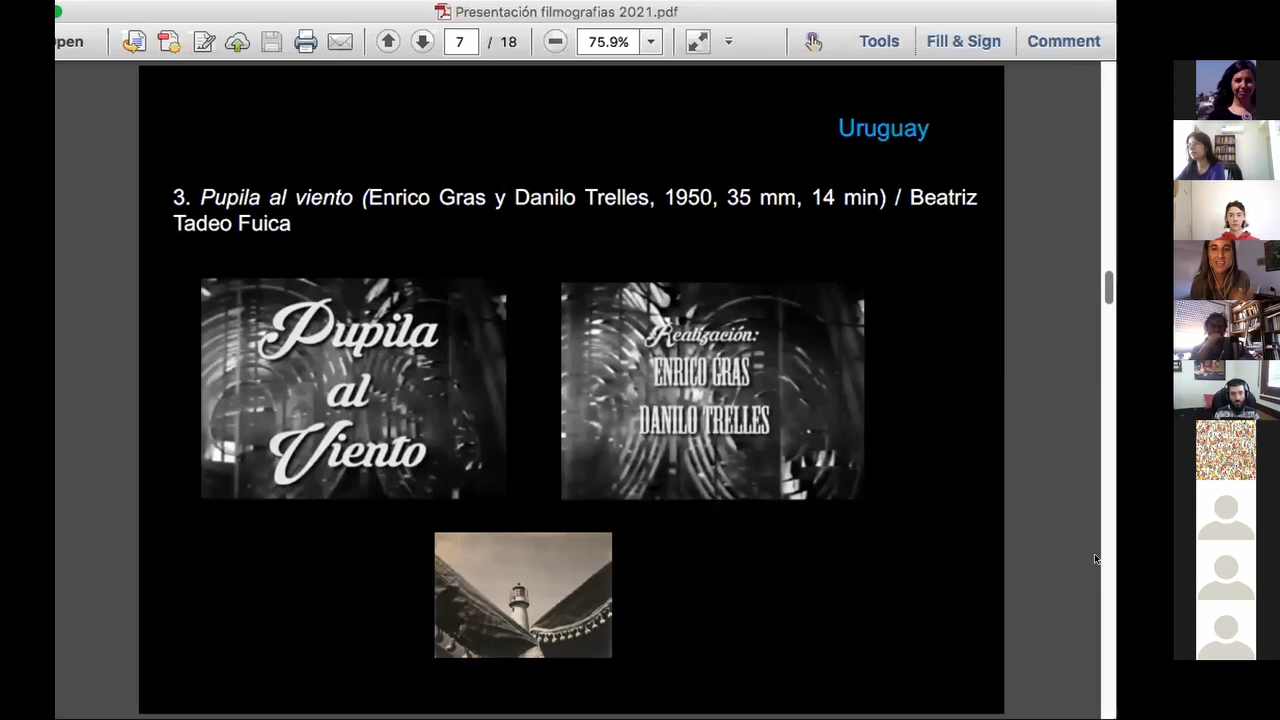 Presentación filmografias 2021.pdf
pen
7 / 18
75.9%
Tools
Fill & Sign
Comment
Uruguay
3. Pupila al viento (Enrico Gras y Danilo Trelles, 1950, 35 mm, 14 min) / Beatriz
Tadeo Fuica
Pupila
al
Viento
Realización:
ENRICO GRAS
DANILO TRELLES